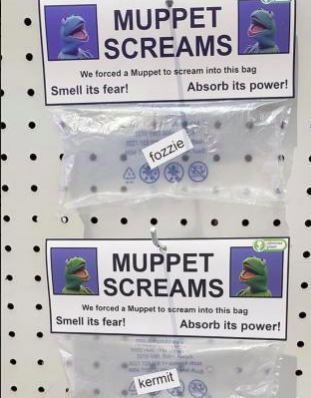 MUPPET
SCREAMS
We forced a Muppet to scream into this bag
Smell its fear!
Absorb its power!
fozzie
MUPPET
SCREAMS
We forced a Muppet to scream into this bag
Smell its fear!
Absorb its power!
kermit